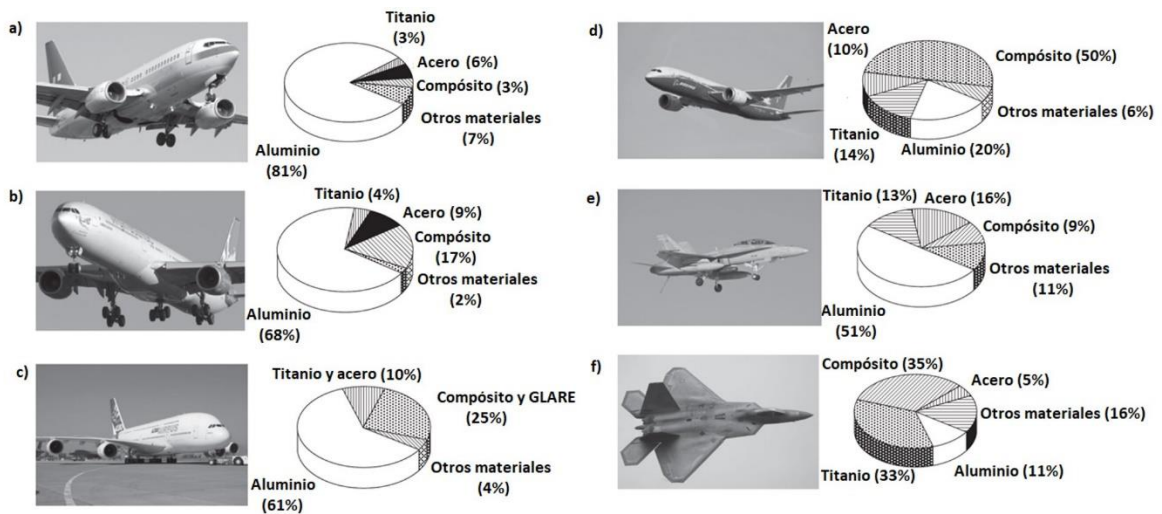 a)
Titanio
(3%)
Acero (6%)
Compósito (3%)
Otros materiales
(7%)
Aluminio
(81%)
b)
Titanio (4%)
Acero (9%)
Compósito
(17%)
Otros materiales
(2%)
Aluminio
(68%)
c)
Titanio y acero (10%)
Compósito y GLARE
(25%)
Otros materiales
(4%)
Aluminio
(61%)
d)
Acero
(10%)
Compósito (50%)
Otros materiales (6%)
Titanio
(14%)
Aluminio (20%)
e)
Titanio (13%)
Acero (16%)
Compósito (9%)
Otros materiales
(11%)
Aluminio
(51%)
f)
Compósito (35%)
Acero (5%)
Otros materiales (16%)
Titanio (33%)
Aluminio (11%)